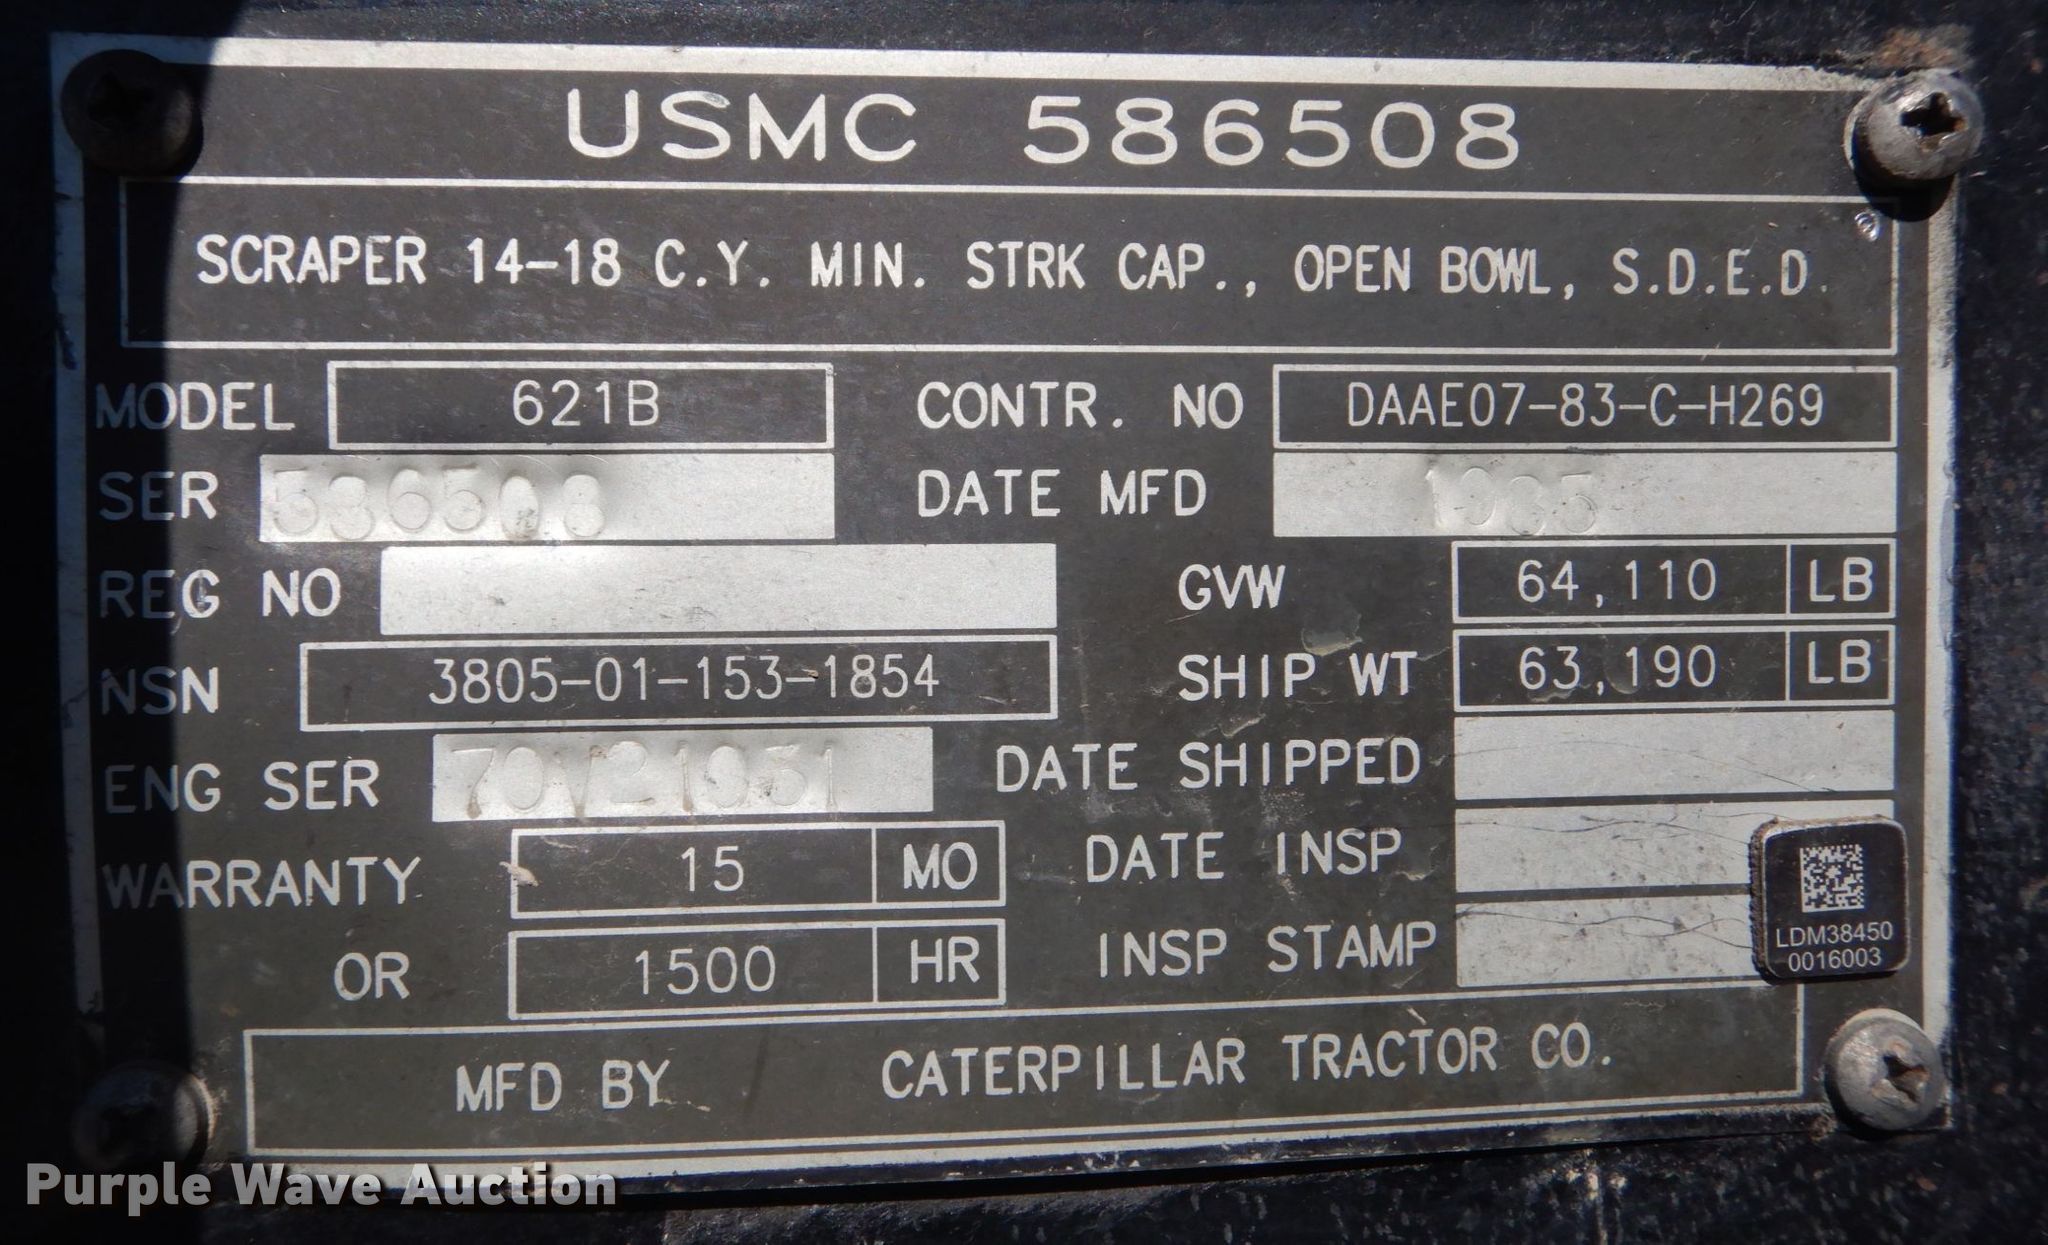 USMC 586508
SCRAPER 14-18 C.Y. MIN. STRK CAP., OPEN BOWL, S.D.E.D.
MODEL 621B CONTR. NO DAAE07-83-C-H269
SER 586508 DATE MFD 1985
REG NO GVW 64,110 LB
NSN 3805-01-153-1854 SHIP WT 63,190 LB
ENG SER DATE SHIPPED
WARRANTY 15 MO DATE INSP
OR 1500 HR INSP STAMP
LDM38450
0016003
MFD BY CATERPILLAR TRACTOR CO.
Purple Wave Auction